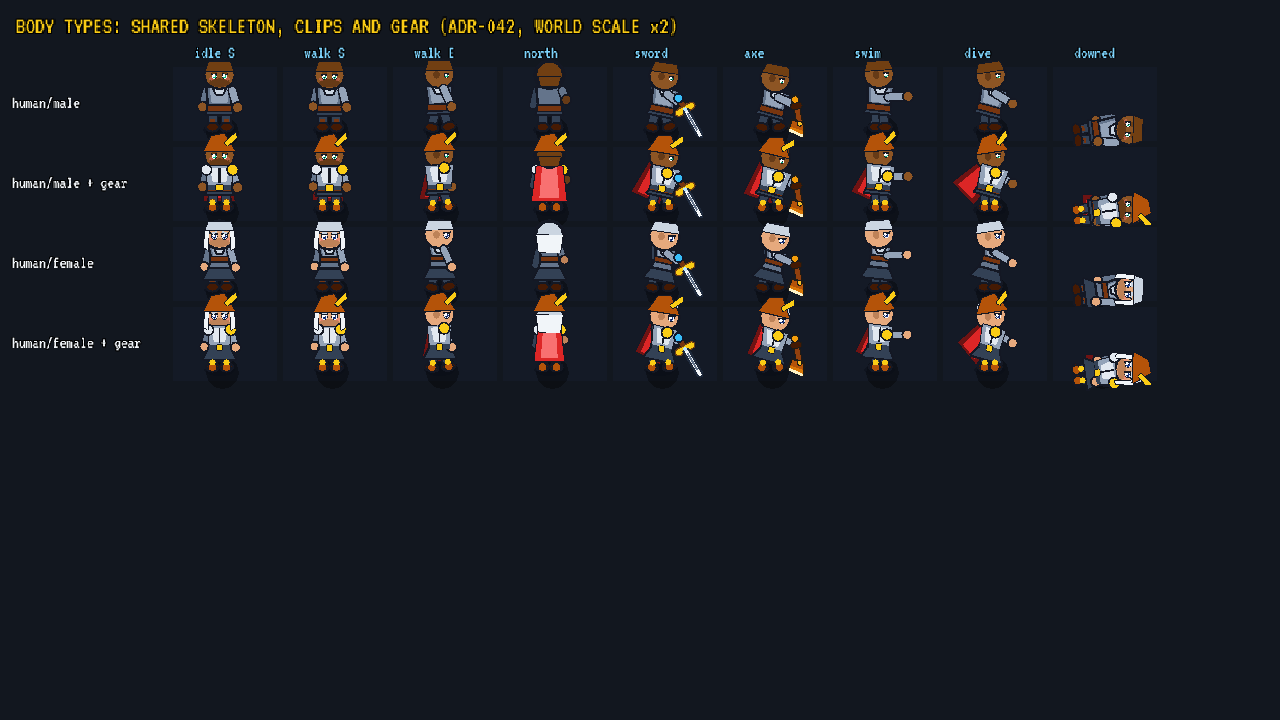 BODY TYPES: SHARED SKELETON, CLIPS AND GEAR (ADR-042, WORLD SCALE x2)
idle S walk S walk E north sword axe swim dive downed
human/male
human/male + gear
human/female
human/female + gear